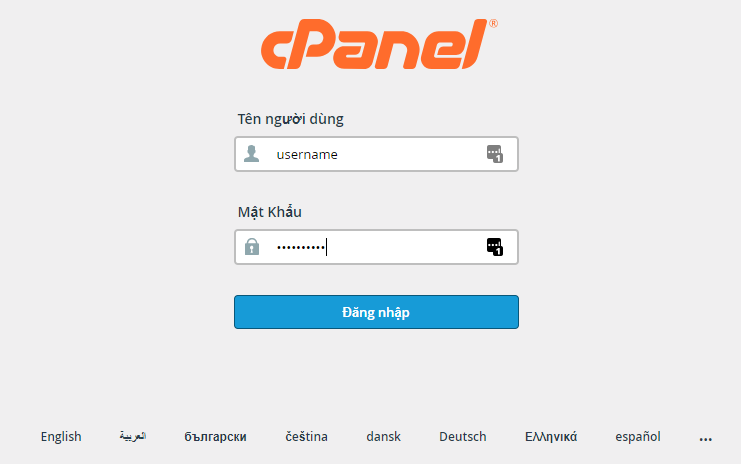 cPanel®
Tên người dùng
username
Mật Khẩu
••••••••••
Đăng nhập
English العربية български čeština dansk Deutsch Ελληνικά español ...